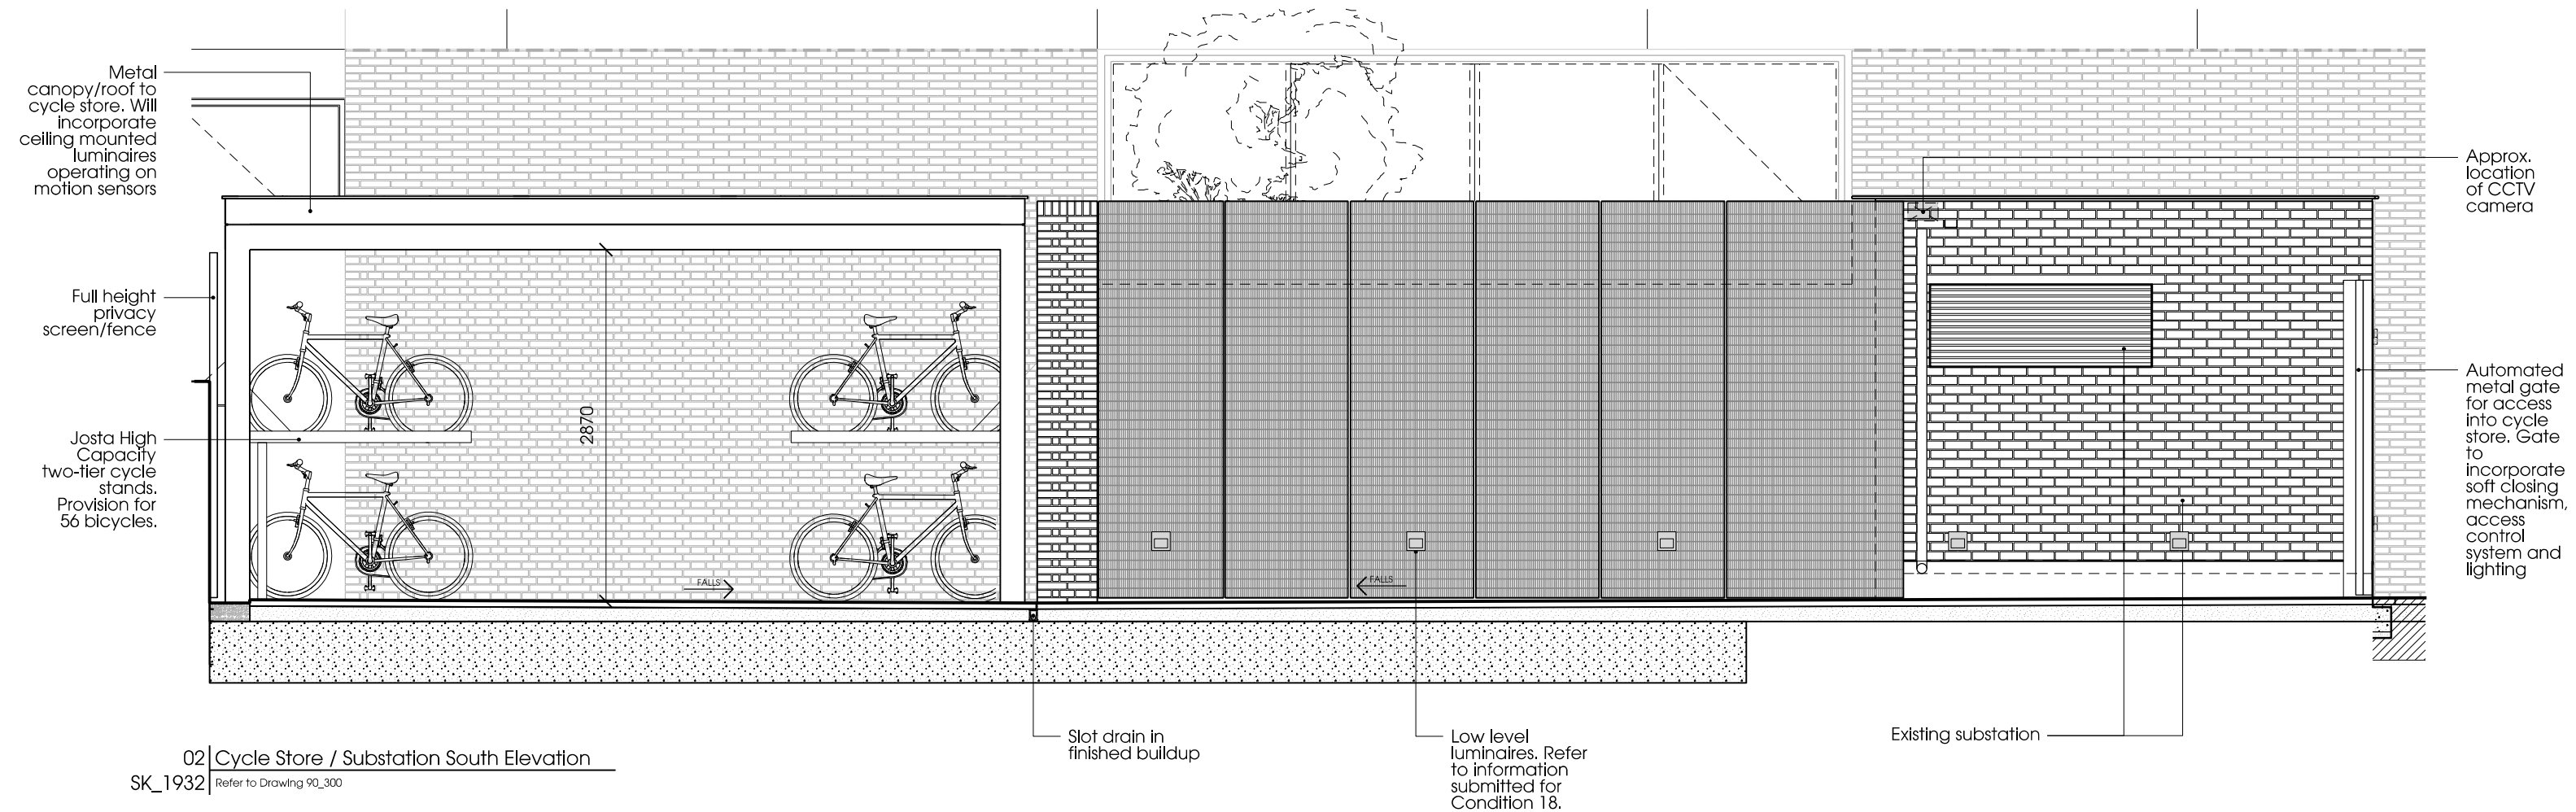 Metal
canopy/roof to
cycle store. Will
incorporate
ceiling mounted
luminaires
operating on
motion sensors
Full height
privacy
screen/fence
Josta High
Capacity
two-tier cycle
stands.
Provision for
56 bicycles.
2870
FALLS
FALLS
Approx.
location
of CCTV
camera
Automated
metal gate
for access
into cycle
store. Gate
to
incorporate
soft closing
mechanism,
access
control
system and
lighting
Slot drain in
finished buildup
Low level
luminaires. Refer
to information
submitted for
Condition 18.
Existing substation
02 Cycle Store / Substation South Elevation
SK_1932 Refer to Drawing 90_300